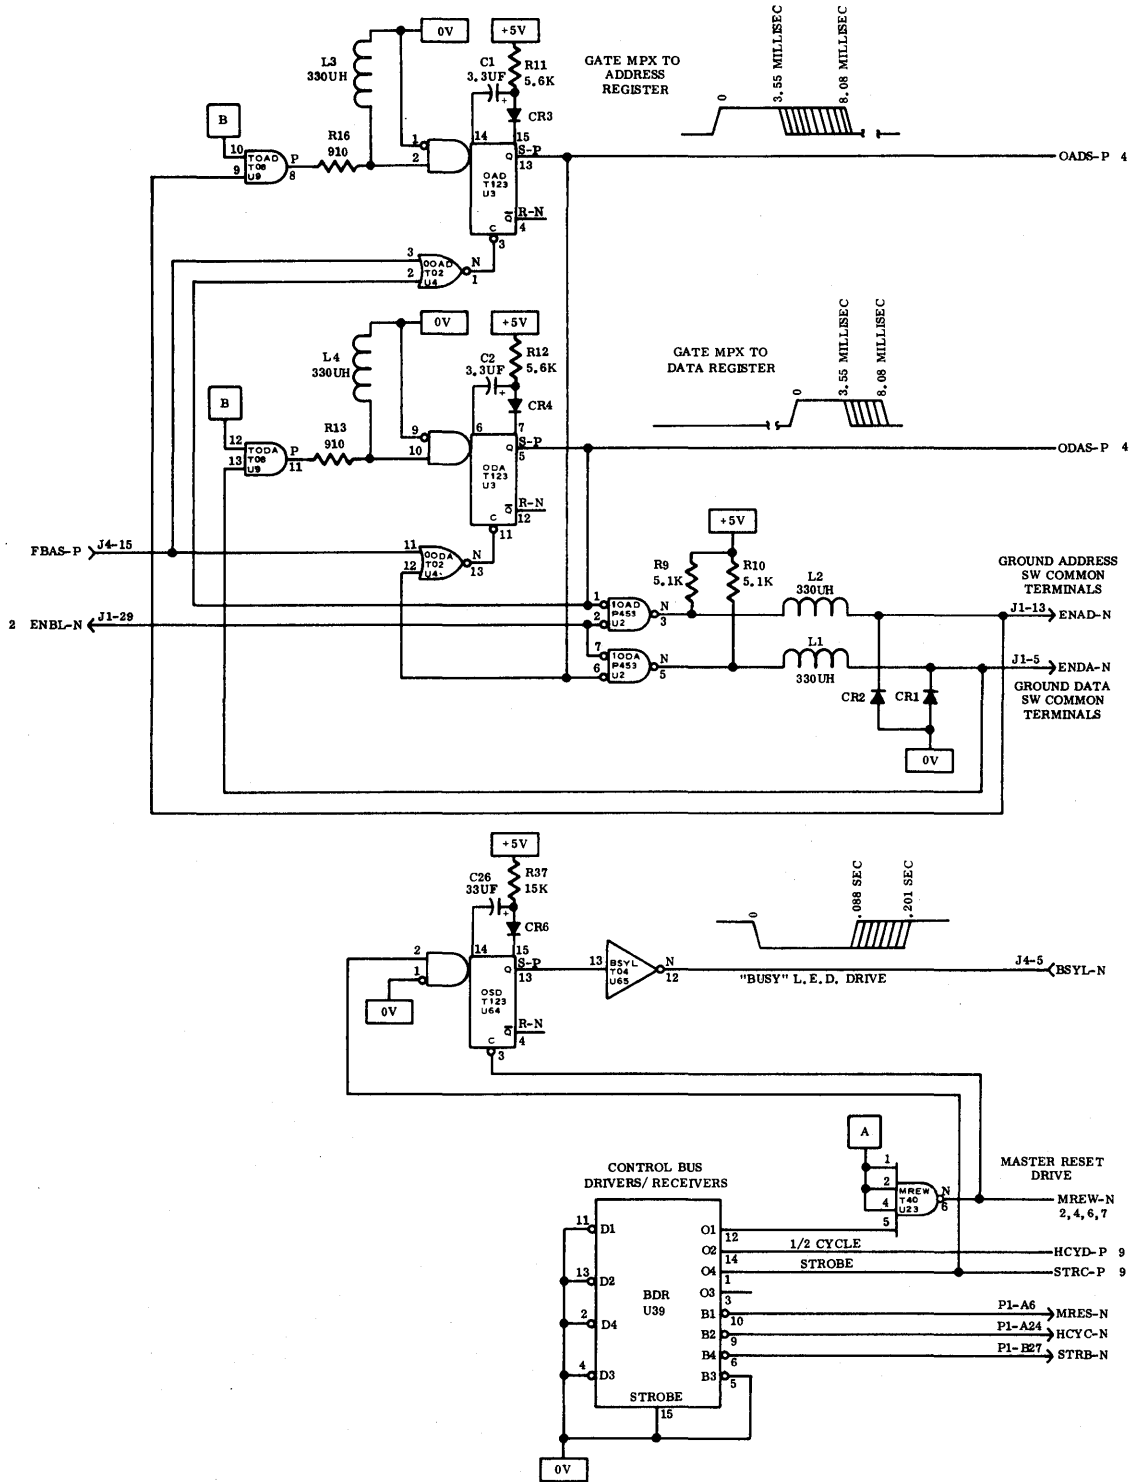 0V
+5V
L3
330UH
C1
3.3UF
+
R11
5.6K
CR3
GATE MPX TO
ADDRESS
REGISTER
0
3.55 MILLISEC
8.08 MILLISEC
B
10
9
TOAD
T08
U9
P
8
R16
910
1
2
14
15
Q
S-P
13
OAD
T123
U3
R-N
Q
4
C
3
OADS-P 4
3
2
OOAD
T02
U4
N
1
0V
+5V
L4
330UH
C2
3.3UF
+
R12
5.6K
CR4
GATE MPX TO
DATA REGISTER
0
3.55 MILLISEC
8.08 MILLISEC
B
12
13
TODA
T08
U9
P
11
R13
910
9
10
6
7
Q
S-P
5
ODA
T123
U3
R-N
Q
12
C
11
ODAS-P 4
FBAS-P J4-15
11
12
OODA
T02
U4
N
13
+5V
R9
5.1K
R10
5.1K
L2
330UH
GROUND ADDRESS
SW COMMON
TERMINALS
2 ENBL-N J1-29
1
2
1OAD
P453
U2
N
3
J1-13
ENAD-N
7
6
1ODA
P453
U2
N
5
L1
330UH
J1-5
ENDA-N
GROUND DATA
SW COMMON
TERMINALS
CR2
CR1
0V
+5V
C26
33UF
+
R37
15K
CR6
0
.088 SEC
.201 SEC
2
1
0V
14
15
Q
S-P
13
OSD
T123
U64
R-N
Q
4
C
3
13
BSYL
T04
U65
N
12
"BUSY" L.E.D. DRIVE
J4-5
BSYL-N
A
1
2
4
5
MREW
T40
U23
N
6
MASTER RESET
DRIVE
MREW-N
2,4,6,7
CONTROL BUS
DRIVERS/RECEIVERS
11
D1
13
D2
2
D4
4
D3
BDR
U39
STROBE
15
O1
12
O2
14
1/2 CYCLE
HCYD-P 9
O4
1
STROBE
STRC-P 9
O3
3
B1
10
P1-A6
MRES-N
B2
9
P1-A24
HCYC-N
B4
6
P1-B27
STRB-N
B3
5
0V